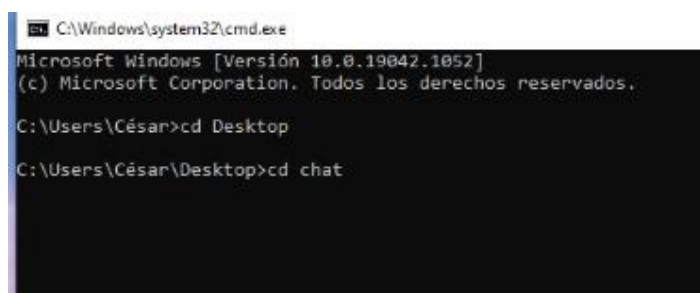 C:\Windows\system32\cmd.exe
Microsoft Windows [Versión 10.0.19042.1052]
(c) Microsoft Corporation. Todos los derechos reservados.
C:\Users\César>cd Desktop
C:\Users\César\Desktop>cd chat